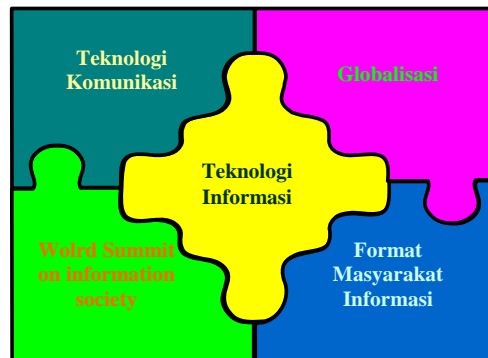 Teknologi
Komunikasi
Globalisasi
Teknologi
Informasi
Wolrd Summit
on information
society
Format
Masyarakat
Informasi